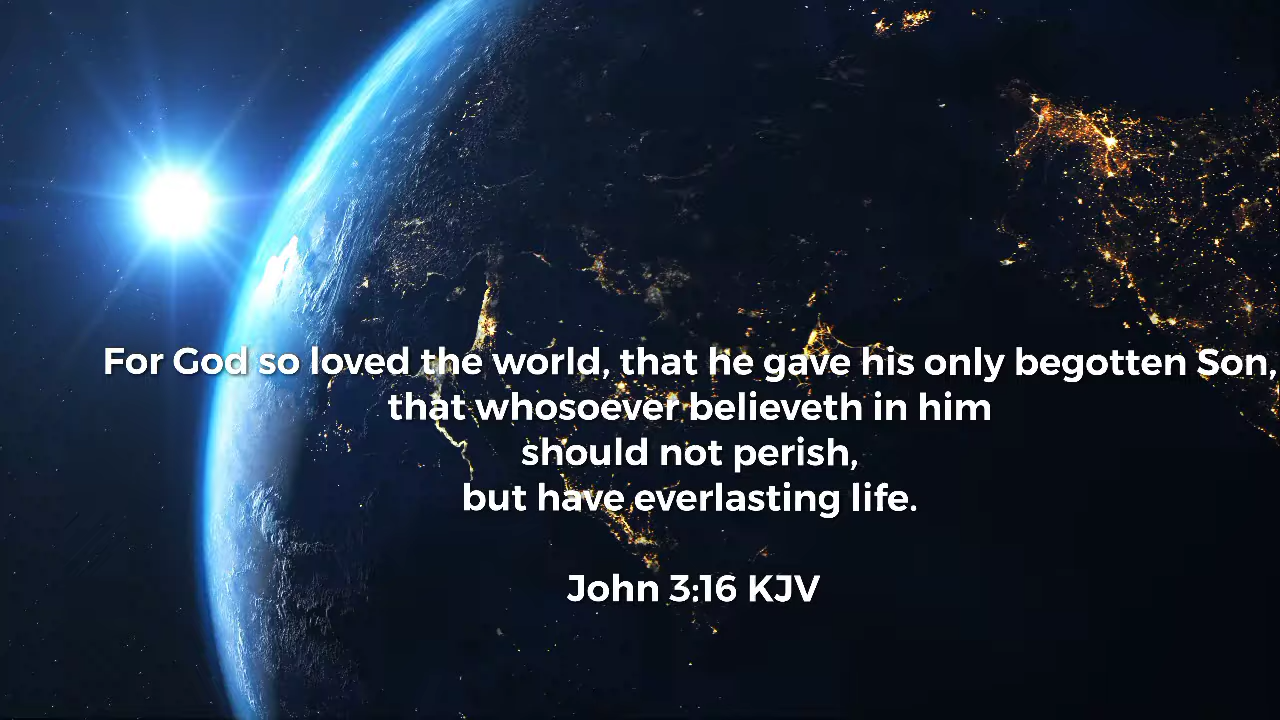 For God so loved the world, that he gave his only begotten Son,
that whosoever believeth in him
should not perish,
but have everlasting life.
John 3:16 KJV